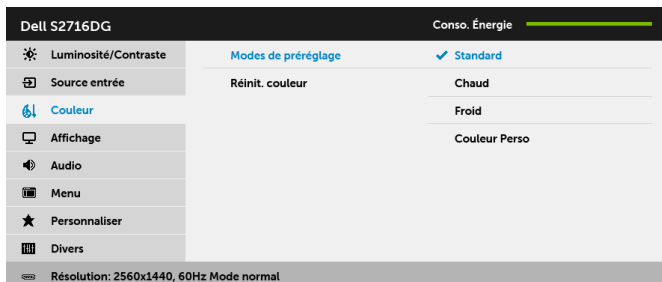 Dell S2716DG Conso. Énergie
Luminosité/Contraste Modes de préréglage Standard
Source entrée Réinit. couleur Chaud
Couleur Froid
Affichage Couleur Perso
Audio
Menu
Personnaliser
Divers
Résolution: 2560x1440, 60Hz Mode normal